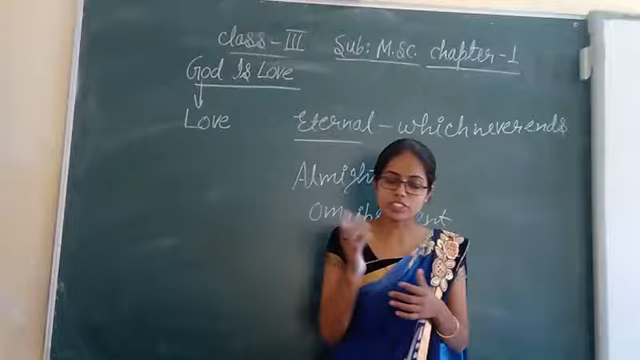 Class-III Sub: M.SC. chapter-1
God Is Love
Love Eternal - which never ends